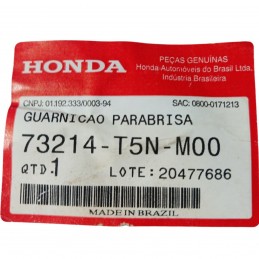 PEÇAS GENUÍNAS
HONDA
Honda Automóveis do Brasil Ltda.
Indústria Brasileira
CNPJ: 01.192.333/0003-94 SAC: 0800-0171213
GUARNICAO PARABRISA
73214-T5N-M00
QTD.1 LOTE: 20477686
MADE IN BRAZIL